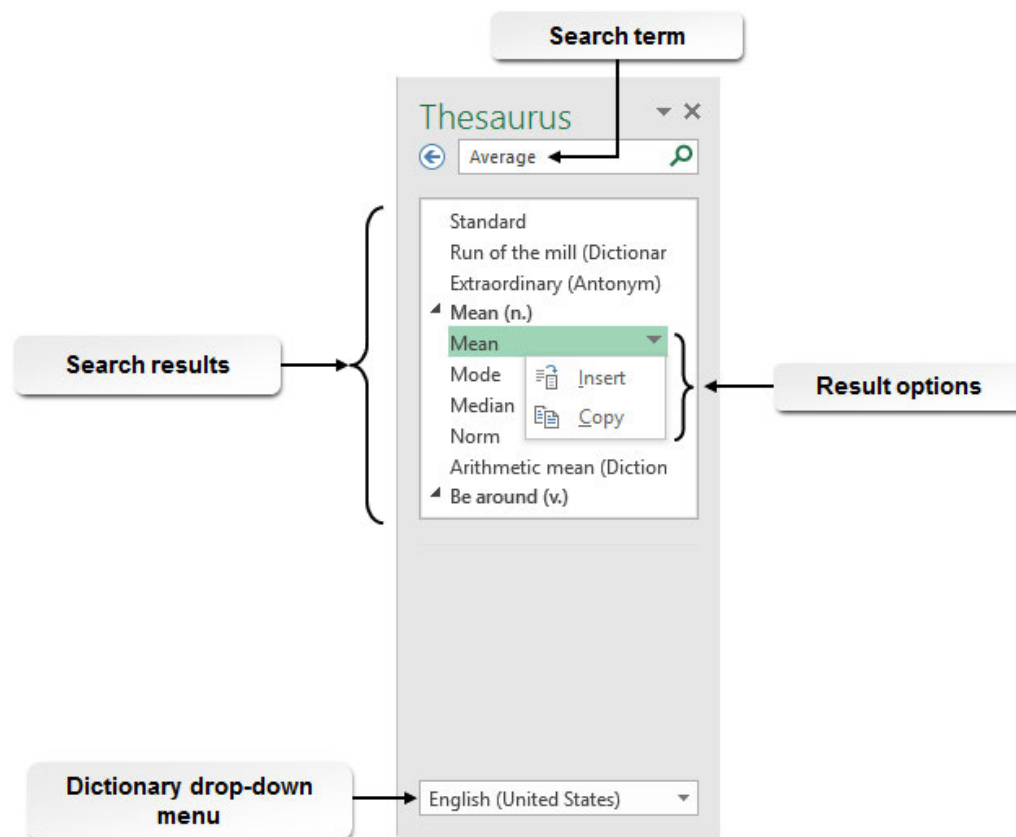 Search term
Thesaurus
Average
Standard
Run of the mill (Dictionar
Extraordinary (Antonym)
Mean (n.)
Mean
Search results
Mode
Insert
Result options
Median
Copy
Norm
Arithmetic mean (Diction
Be around (v.)
Dictionary drop-down
menu
English (United States)